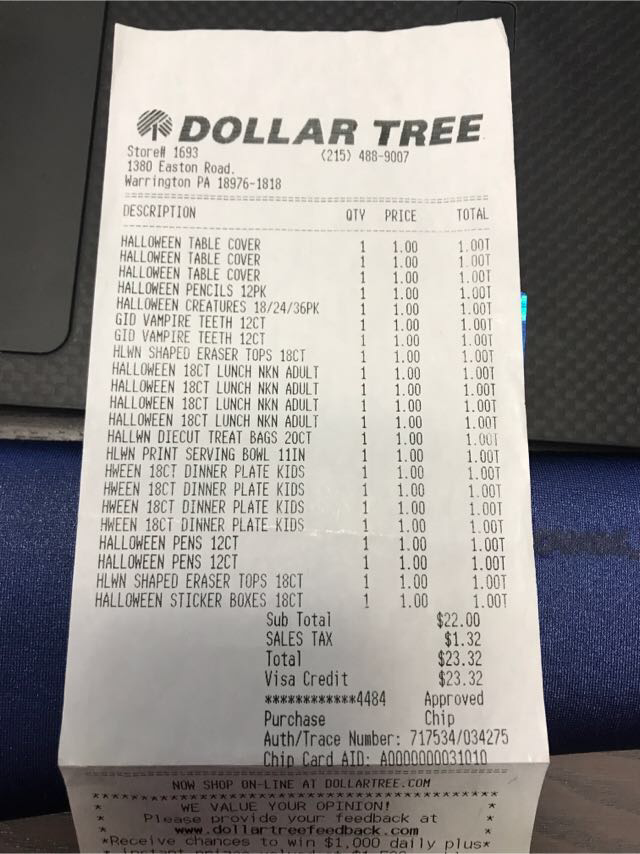 DOLLAR TREE
Store# 1693 (215) 488-9007
1380 Easton Road.
Warrington PA 18976-1818
DESCRIPTION QTY PRICE TOTAL
HALLOWEEN TABLE COVER 1 1.00 1.00T
HALLOWEEN TABLE COVER 1 1.00 1.00T
HALLOWEEN TABLE COVER 1 1.00 1.00T
HALLOWEEN PENCILS 12PK 1 1.00 1.00T
HALLOWEEN CREATURES 18/24/36PK 1 1.00 1.00T
GID VAMPIRE TEETH 12CT 1 1.00 1.00T
GID VAMPIRE TEETH 12CT 1 1.00 1.00T
HLWN SHAPED ERASER TOPS 18CT 1 1.00 1.00T
HALLOWEEN 18CT LUNCH NKN ADULT 1 1.00 1.00T
HALLOWEEN 18CT LUNCH NKN ADULT 1 1.00 1.00T
HALLOWEEN 18CT LUNCH NKN ADULT 1 1.00 1.00T
HALLOWEEN 18CT LUNCH NKN ADULT 1 1.00 1.00T
HALLWN DIECUT TREAT BAGS 20CT 1 1.00 1.00T
HLWN PRINT SERVING BOWL 11IN 1 1.00 1.00T
HWEEN 18CT DINNER PLATE KIDS 1 1.00 1.00T
HWEEN 18CT DINNER PLATE KIDS 1 1.00 1.00T
HWEEN 18CT DINNER PLATE KIDS 1 1.00 1.00T
HWEEN 18CT DINNER PLATE KIDS 1 1.00 1.00T
HALLOWEEN PENS 12CT 1 1.00 1.00T
HALLOWEEN PENS 12CT 1 1.00 1.00T
HLWN SHAPED ERASER TOPS 18CT 1 1.00 1.00T
HALLOWEEN STICKER BOXES 18CT 1 1.00 1.00T
Sub Total $22.00
SALES TAX $1.32
Total $23.32
Visa Credit $23.32
************4484 Approved
Purchase Chip
Auth/Trace Number: 717534/034275
Chip Card AID: A0000000031010
NOW SHOP ON-LINE AT DOLLARTREE.COM
* WE VALUE YOUR OPINION! *
* Please provide your feedback at *
* www.dollartreefeedback.com *
*Receive chances to win $1,000 daily plus*